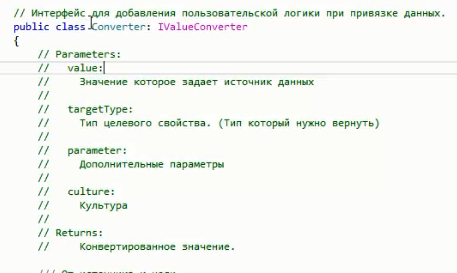 // Интерфейс для добавления пользовательской логики при привязке данных.
public class Converter: IValueConverter
{
// Parameters:
// value:
// Значение которое задает источник данных
//
// targetType:
// Тип целевого свойства. (Тип который нужно вернуть)
//
// parameter:
// Дополнительные параметры
//
// culture:
// Культура
//
// Returns:
// Конвертированное значение.